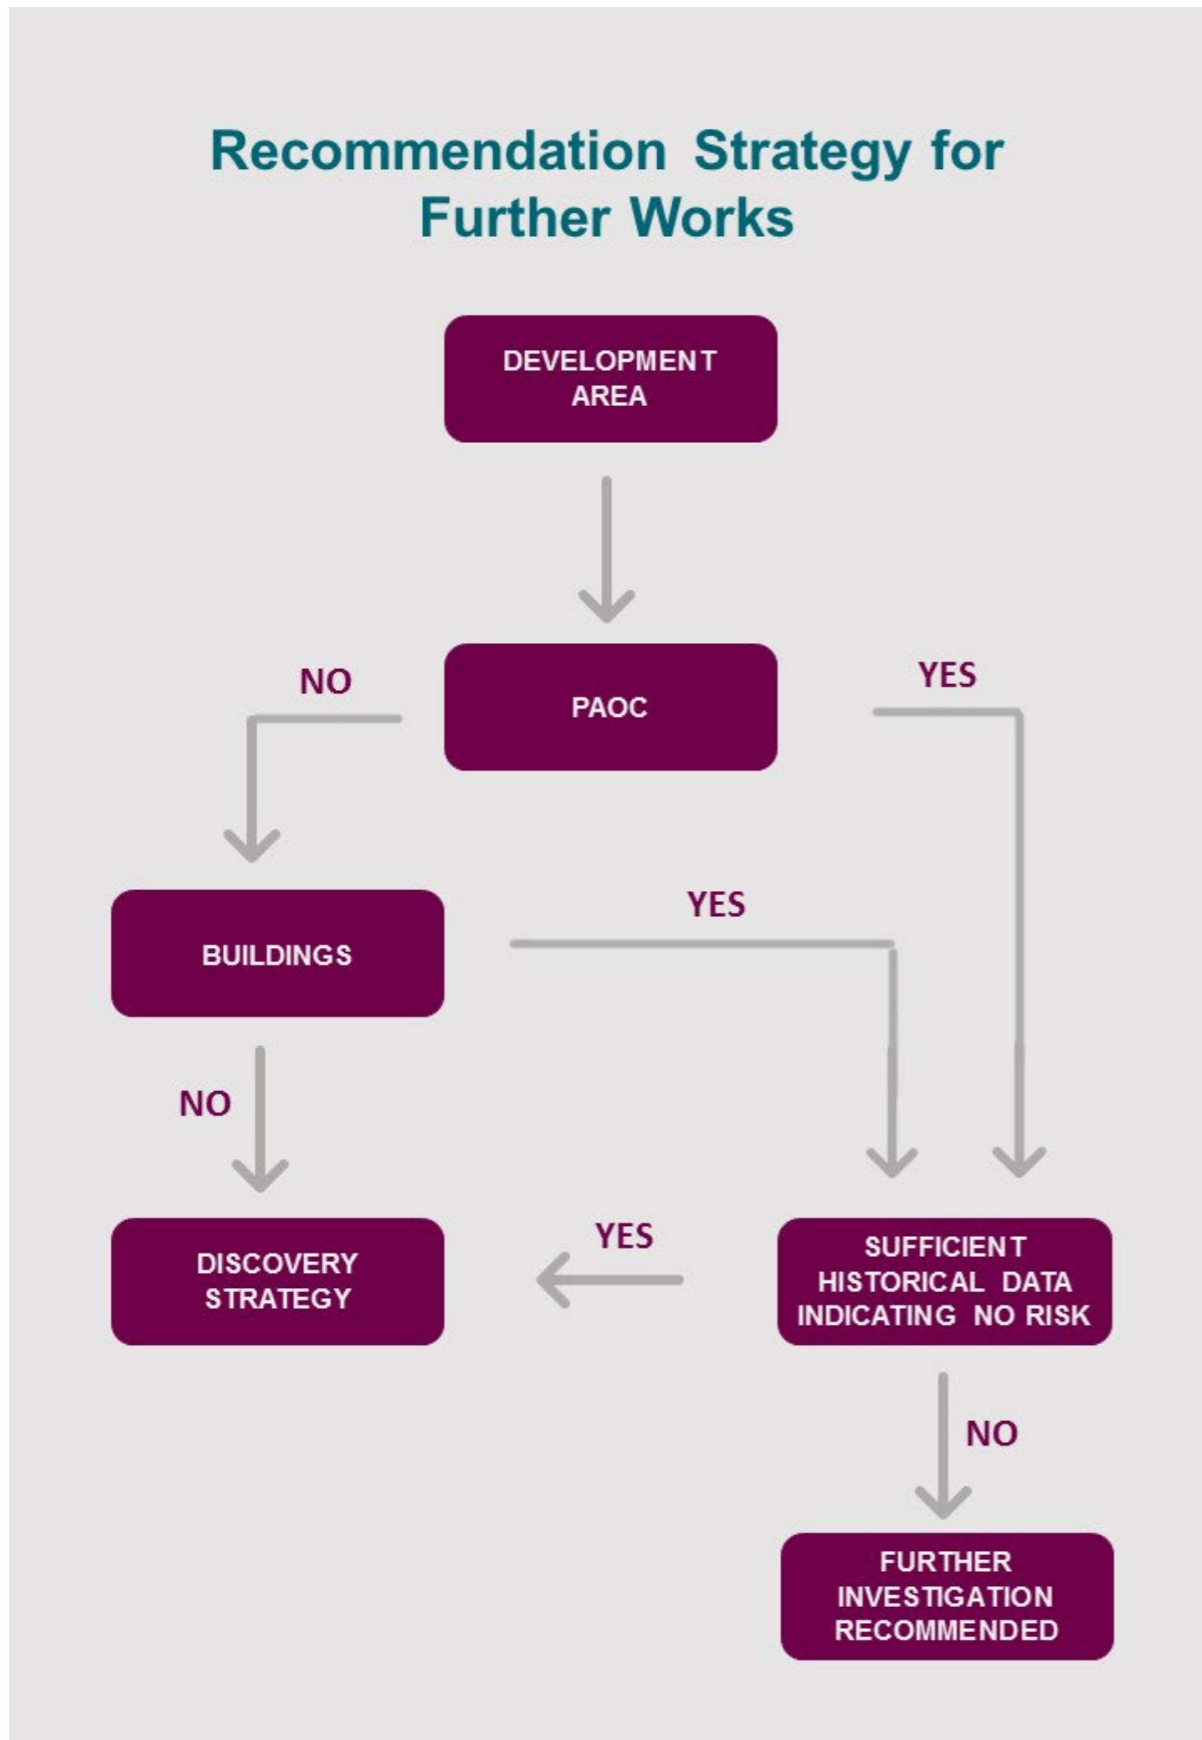 Recommendation Strategy for
Further Works
DEVELOPMENT
AREA
NO
PAOC
YES
BUILDINGS
YES
NO
DISCOVERY
STRATEGY
YES
SUFFICIENT
HISTORICAL DATA
INDICATING NO RISK
NO
FURTHER
INVESTIGATION
RECOMMENDED